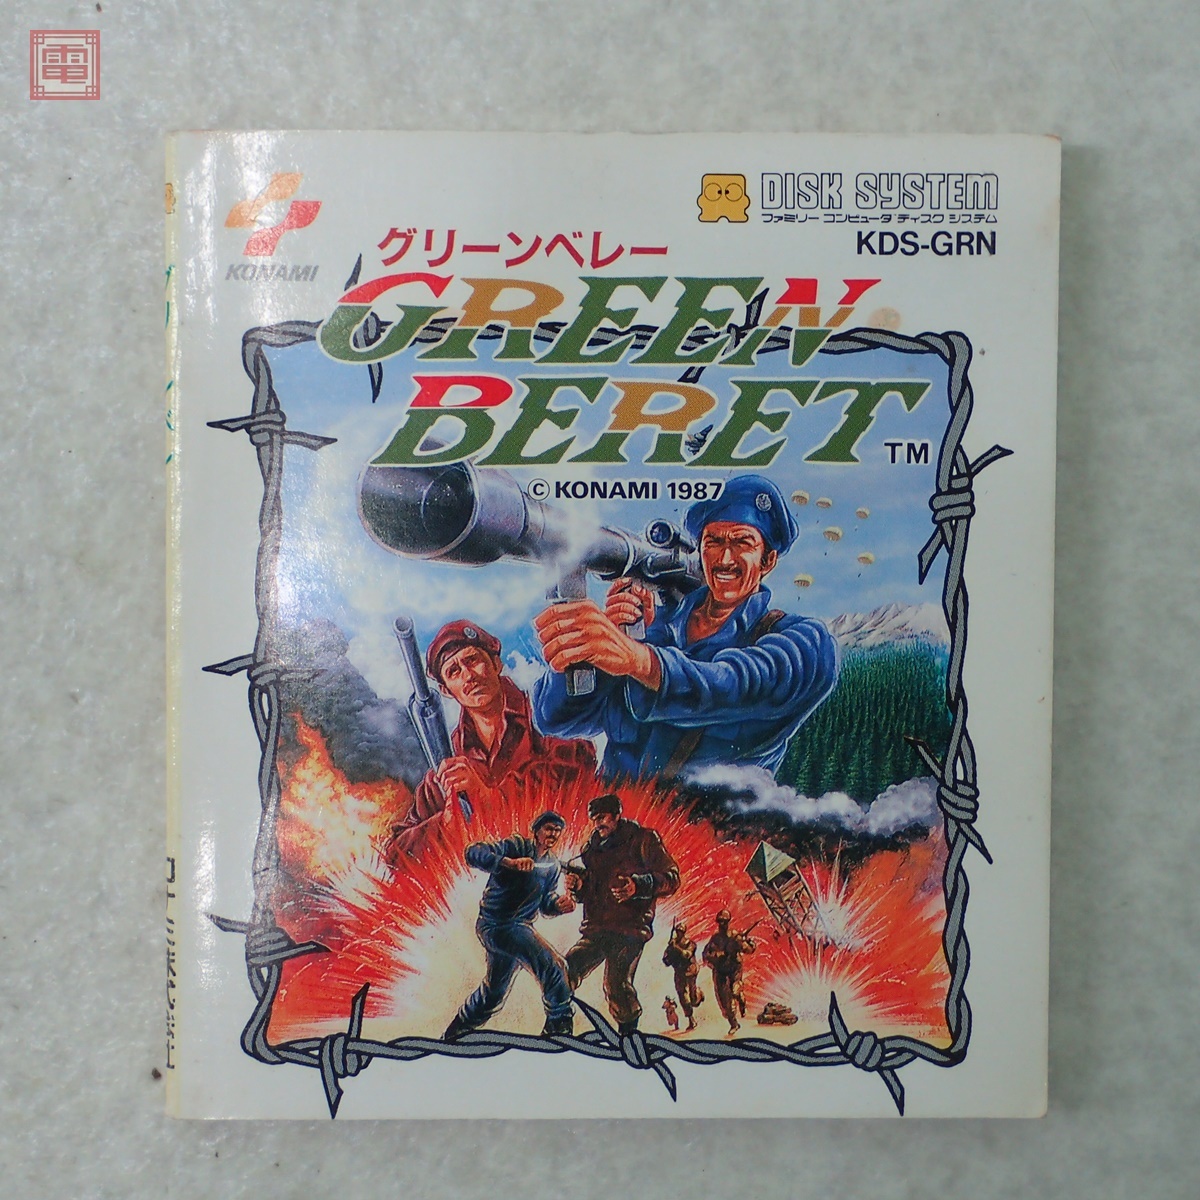 電
KONAMI
DISK SYSTEM
ファミリー コンピュータ ディスク システム
KDS-GRN
グリーンベレー
GREEN
BERET TM
© KONAMI 1987